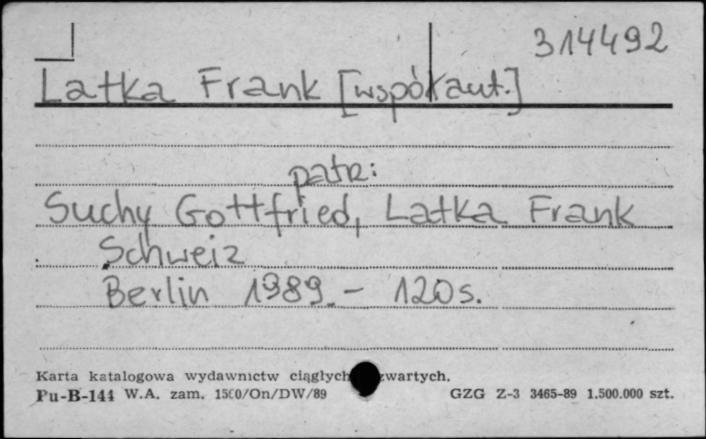 314492
Latka Frank [współaut.]
patrz:
Suchy Gottfried, Latka Frank
Schweiz
Berlin 1989. - 120 s.
Karta katalogowa wydawnictw ciągłych zwartych.
Pu-B-144 W.A. zam. 1500/On/DW/89 GZG Z-3 3465-89 1.500.000 szt.